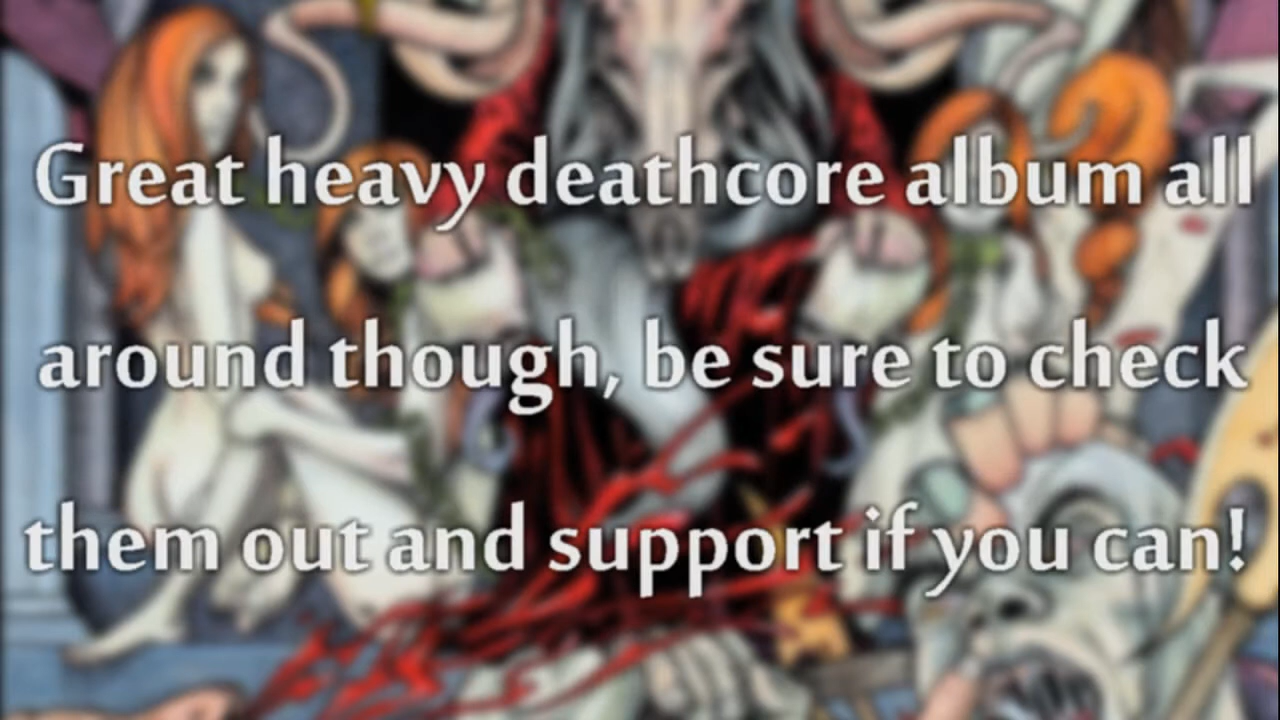 Great heavy deathcore album all
around though, be sure to check
them out and support if you can!